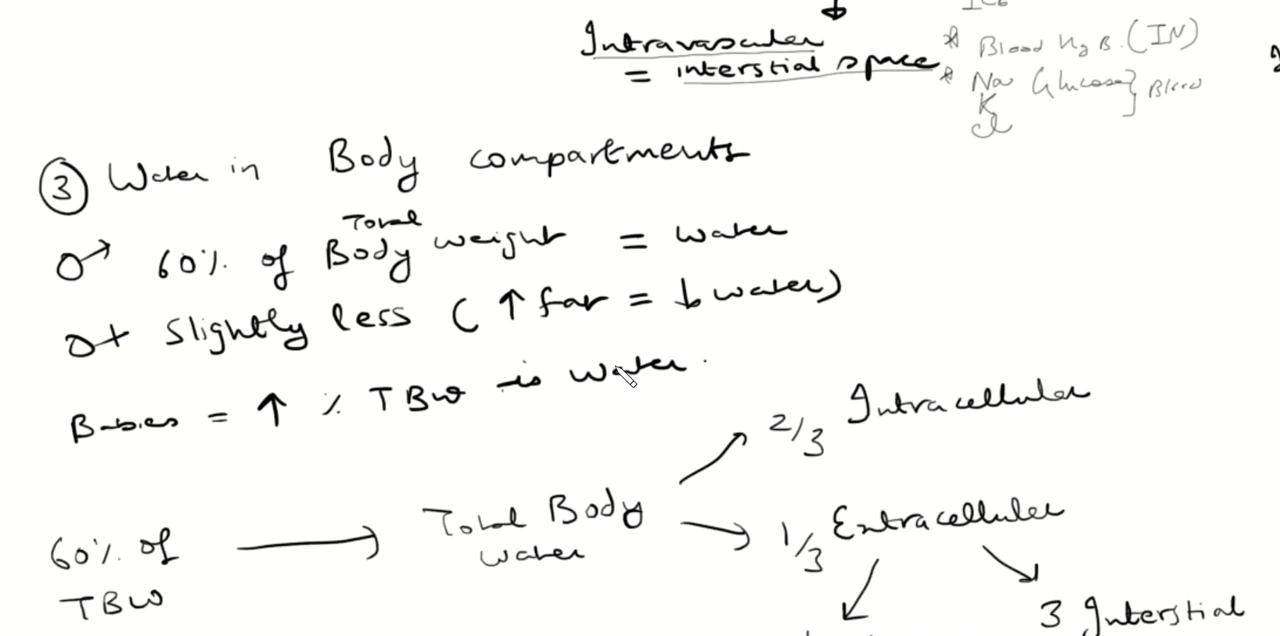 Intravascular
= interstial space
* Blood H2O. (IN)
* Na Glucose } Blood
K
Cl
③ Water in Body compartments
♂ 60% of Total Body weight = water
♀ Slightly less ( ↑ fat = ↓ water)
Babies = ↑ % TBW is water.
2/3 Intracellular
60% of TBW → Total Body water
1/3 Extracellular
3 Interstial